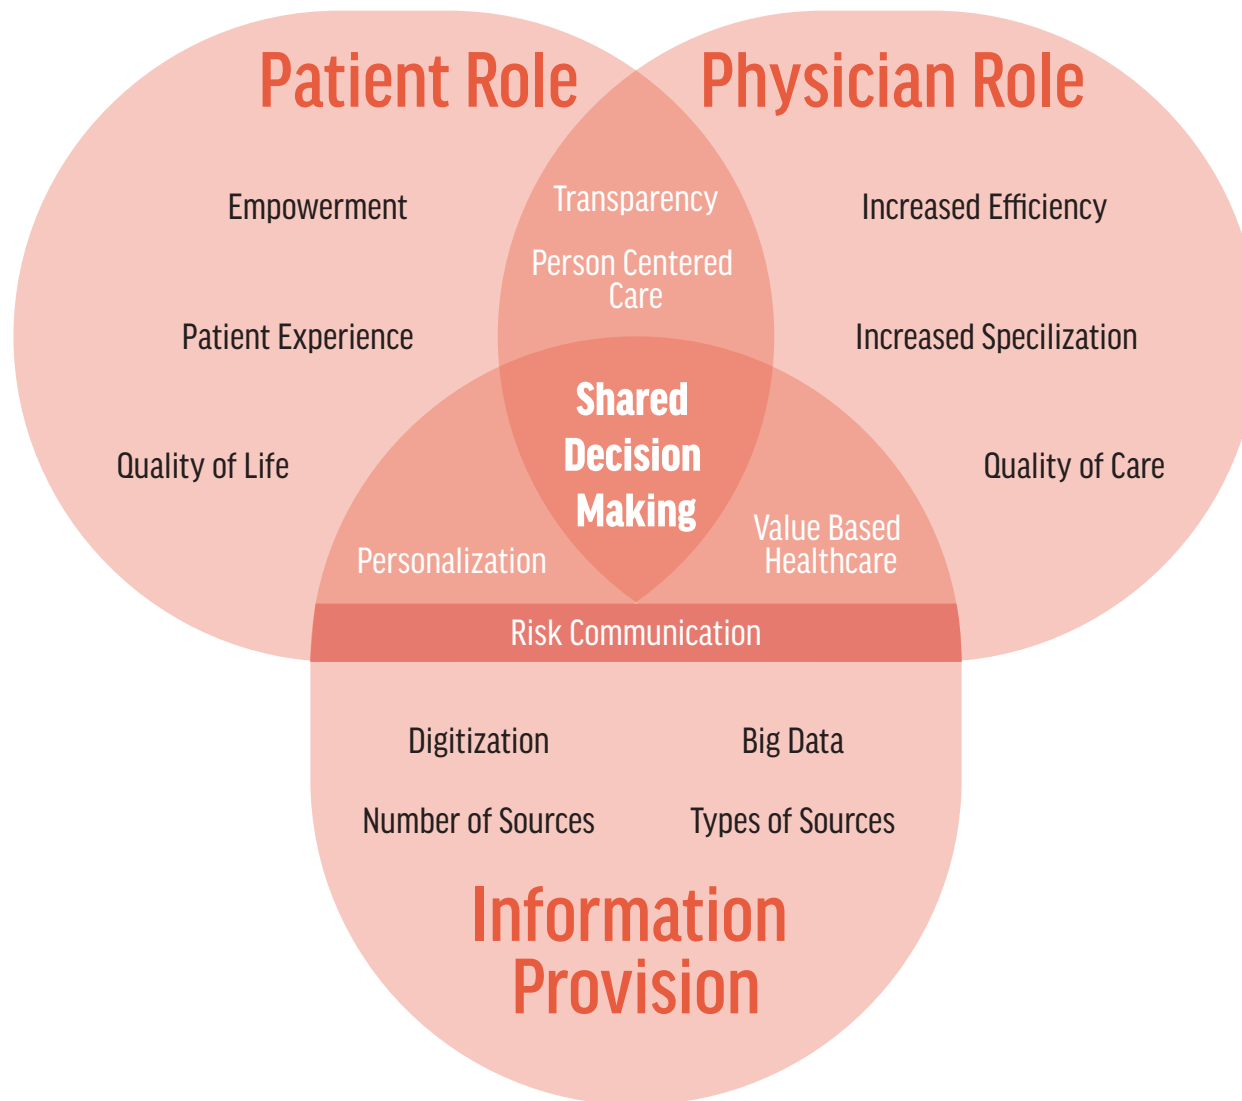 Patient Role
Physician Role
Empowerment
Transparency
Increased Efficiency
Person Centered
Care
Patient Experience
Increased Specilization
Shared
Decision
Making
Quality of Life
Quality of Care
Personalization
Value Based
Healthcare
Risk Communication
Digitization
Big Data
Number of Sources
Types of Sources
Information
Provision